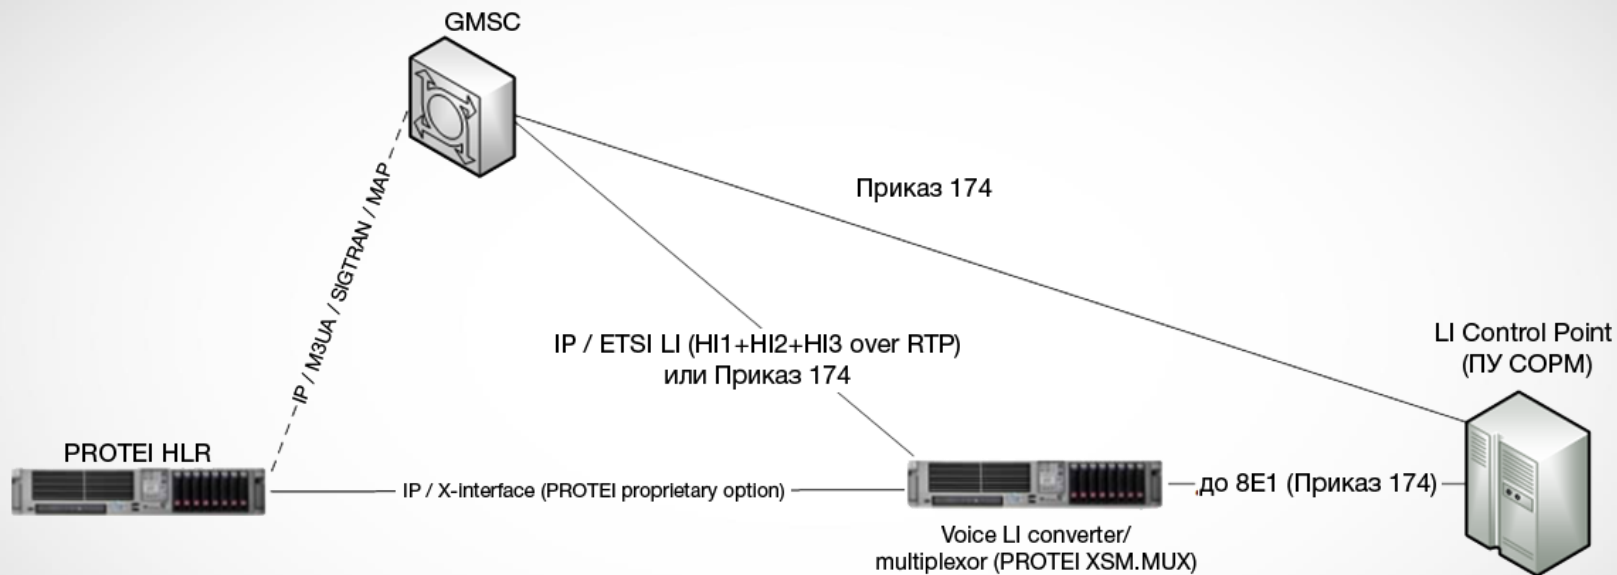 GMSC
Приказ 174
IP / M3UA / SIGTRAN / MAP
IP / ETSI LI (HI1+HI2+HI3 over RTP)
или Приказ 174
LI Control Point
(ПУ СОРМ)
PROTEI HLR
IP / X-interface (PROTEI proprietary option)
до 8E1 (Приказ 174)
Voice LI converter/
multiplexor (PROTEI XSM.MUX)